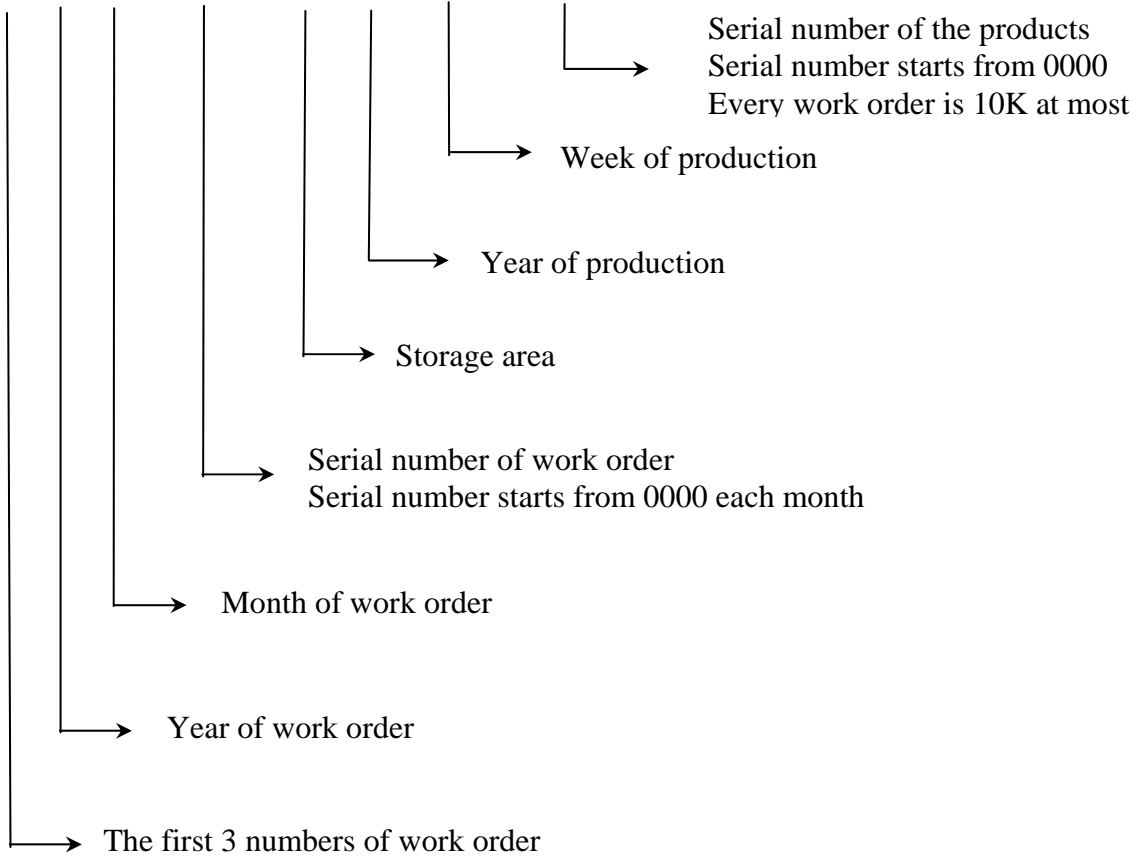 Serial number of the products
Serial number starts from 0000
Every work order is 10K at most
Week of production
Year of production
Storage area
Serial number of work order
Serial number starts from 0000 each month
Month of work order
Year of work order
The first 3 numbers of work order